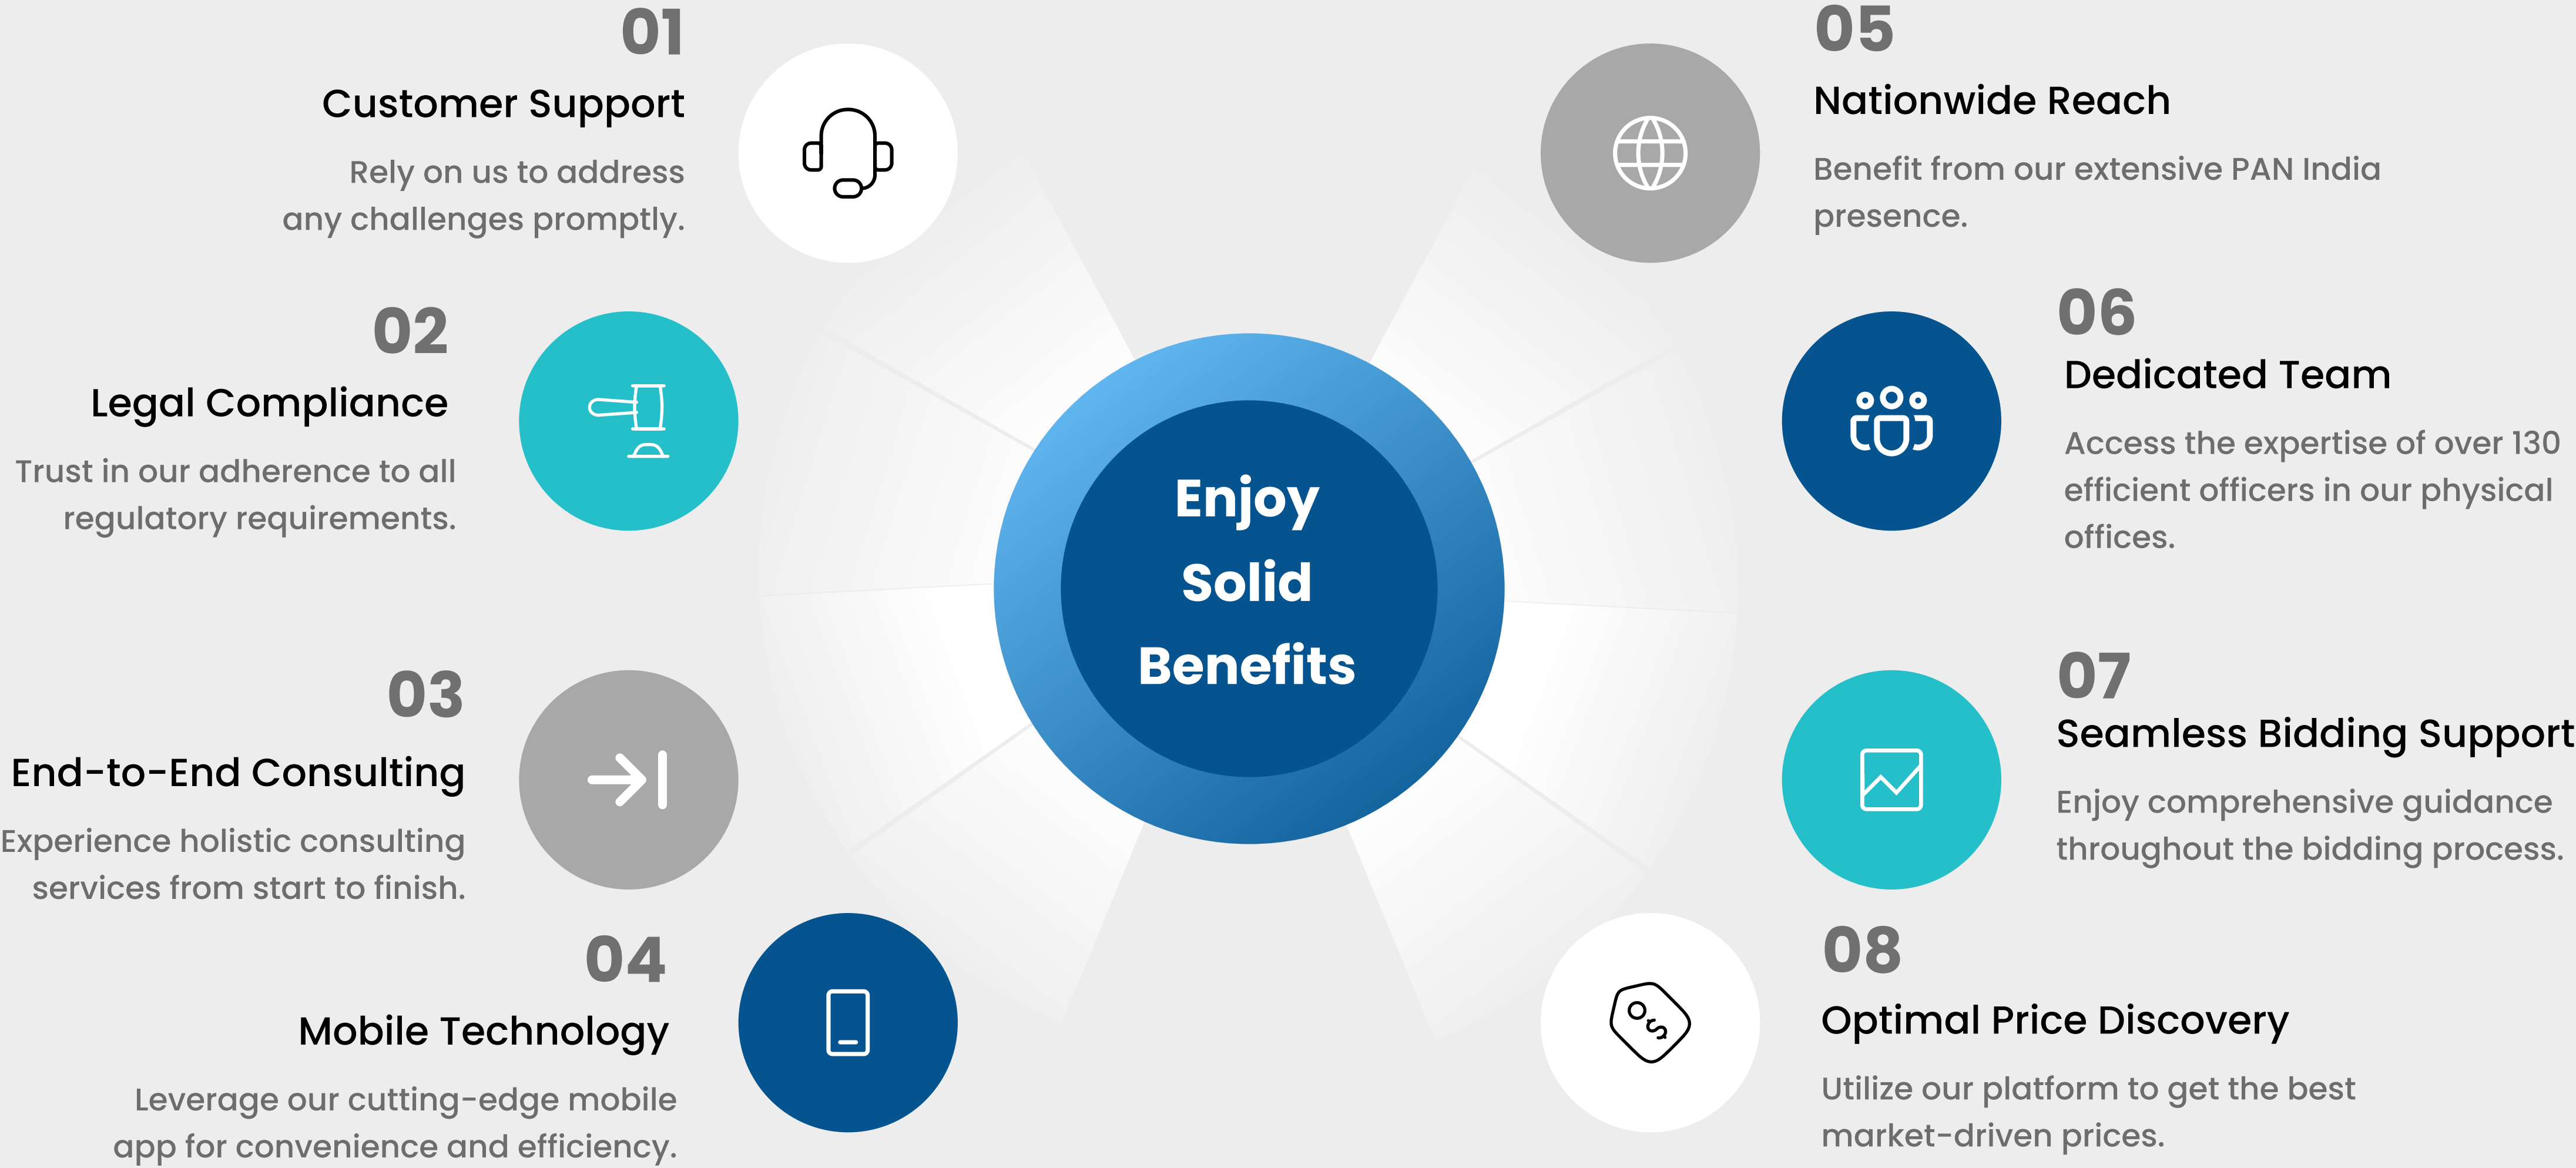 01
Customer Support
Rely on us to address
any challenges promptly.
02
Legal Compliance
Trust in our adherence to all
regulatory requirements.
03
End-to-End Consulting
Experience holistic consulting
services from start to finish.
04
Mobile Technology
Leverage our cutting-edge mobile
app for convenience and efficiency.
Enjoy
Solid
Benefits
05
Nationwide Reach
Benefit from our extensive PAN India
presence.
06
Dedicated Team
Access the expertise of over 130
efficient officers in our physical
offices.
07
Seamless Bidding Support
Enjoy comprehensive guidance
throughout the bidding process.
08
Optimal Price Discovery
Utilize our platform to get the best
market-driven prices.